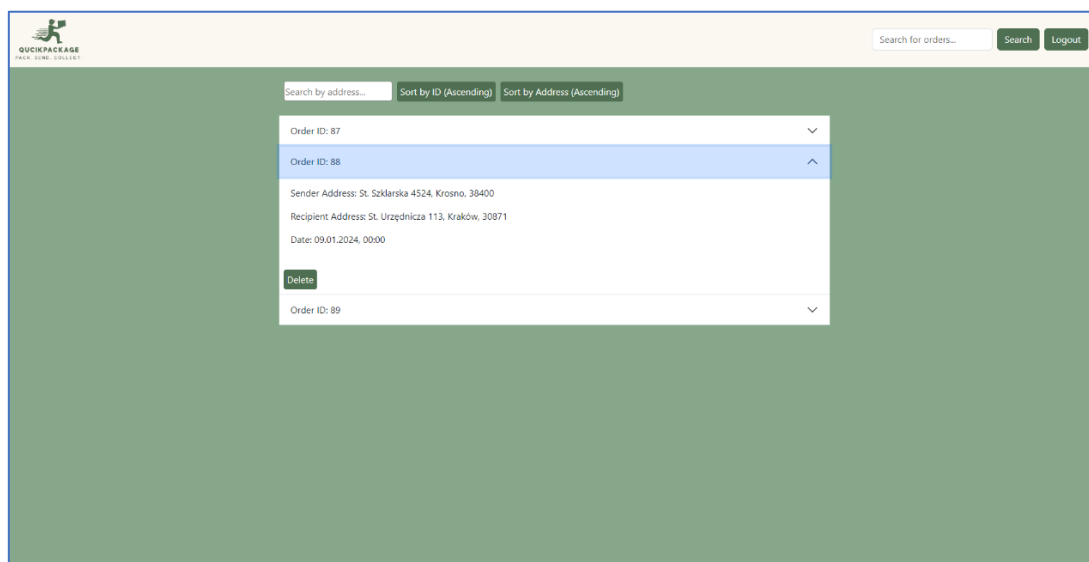 QUCIKPACKAGE
PACK. SEND. COLLECT
Search for orders...
Search
Logout
Search by address...
Sort by ID (Ascending)
Sort by Address (Ascending)
Order ID: 87
Order ID: 88
Sender Address: St. Szklarska 4524, Krosno, 38400
Recipient Address: St. Urzędnicza 113, Kraków, 30871
Date: 09.01.2024, 00:00
Delete
Order ID: 89